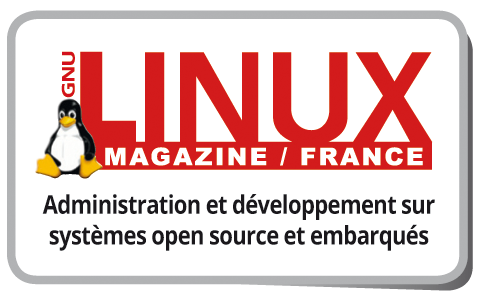 GNU
LINUX
MAGAZINE / FRANCE
Administration et développement sur
systèmes open source et embarqués